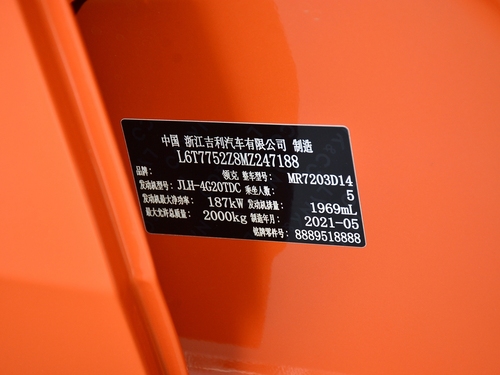 中国 浙江吉利汽车有限公司 制造
L6T7752Z8MZ247188
品牌： 领克 整车型号： MR7203D14
发动机型号： JLH-4G20TDC 乘坐人数： 5
发动机最大净功率： 187kW 发动机排量： 1969mL
最大允许总质量： 2000kg 制造年月： 2021-05
铭牌零件号： 8889518888